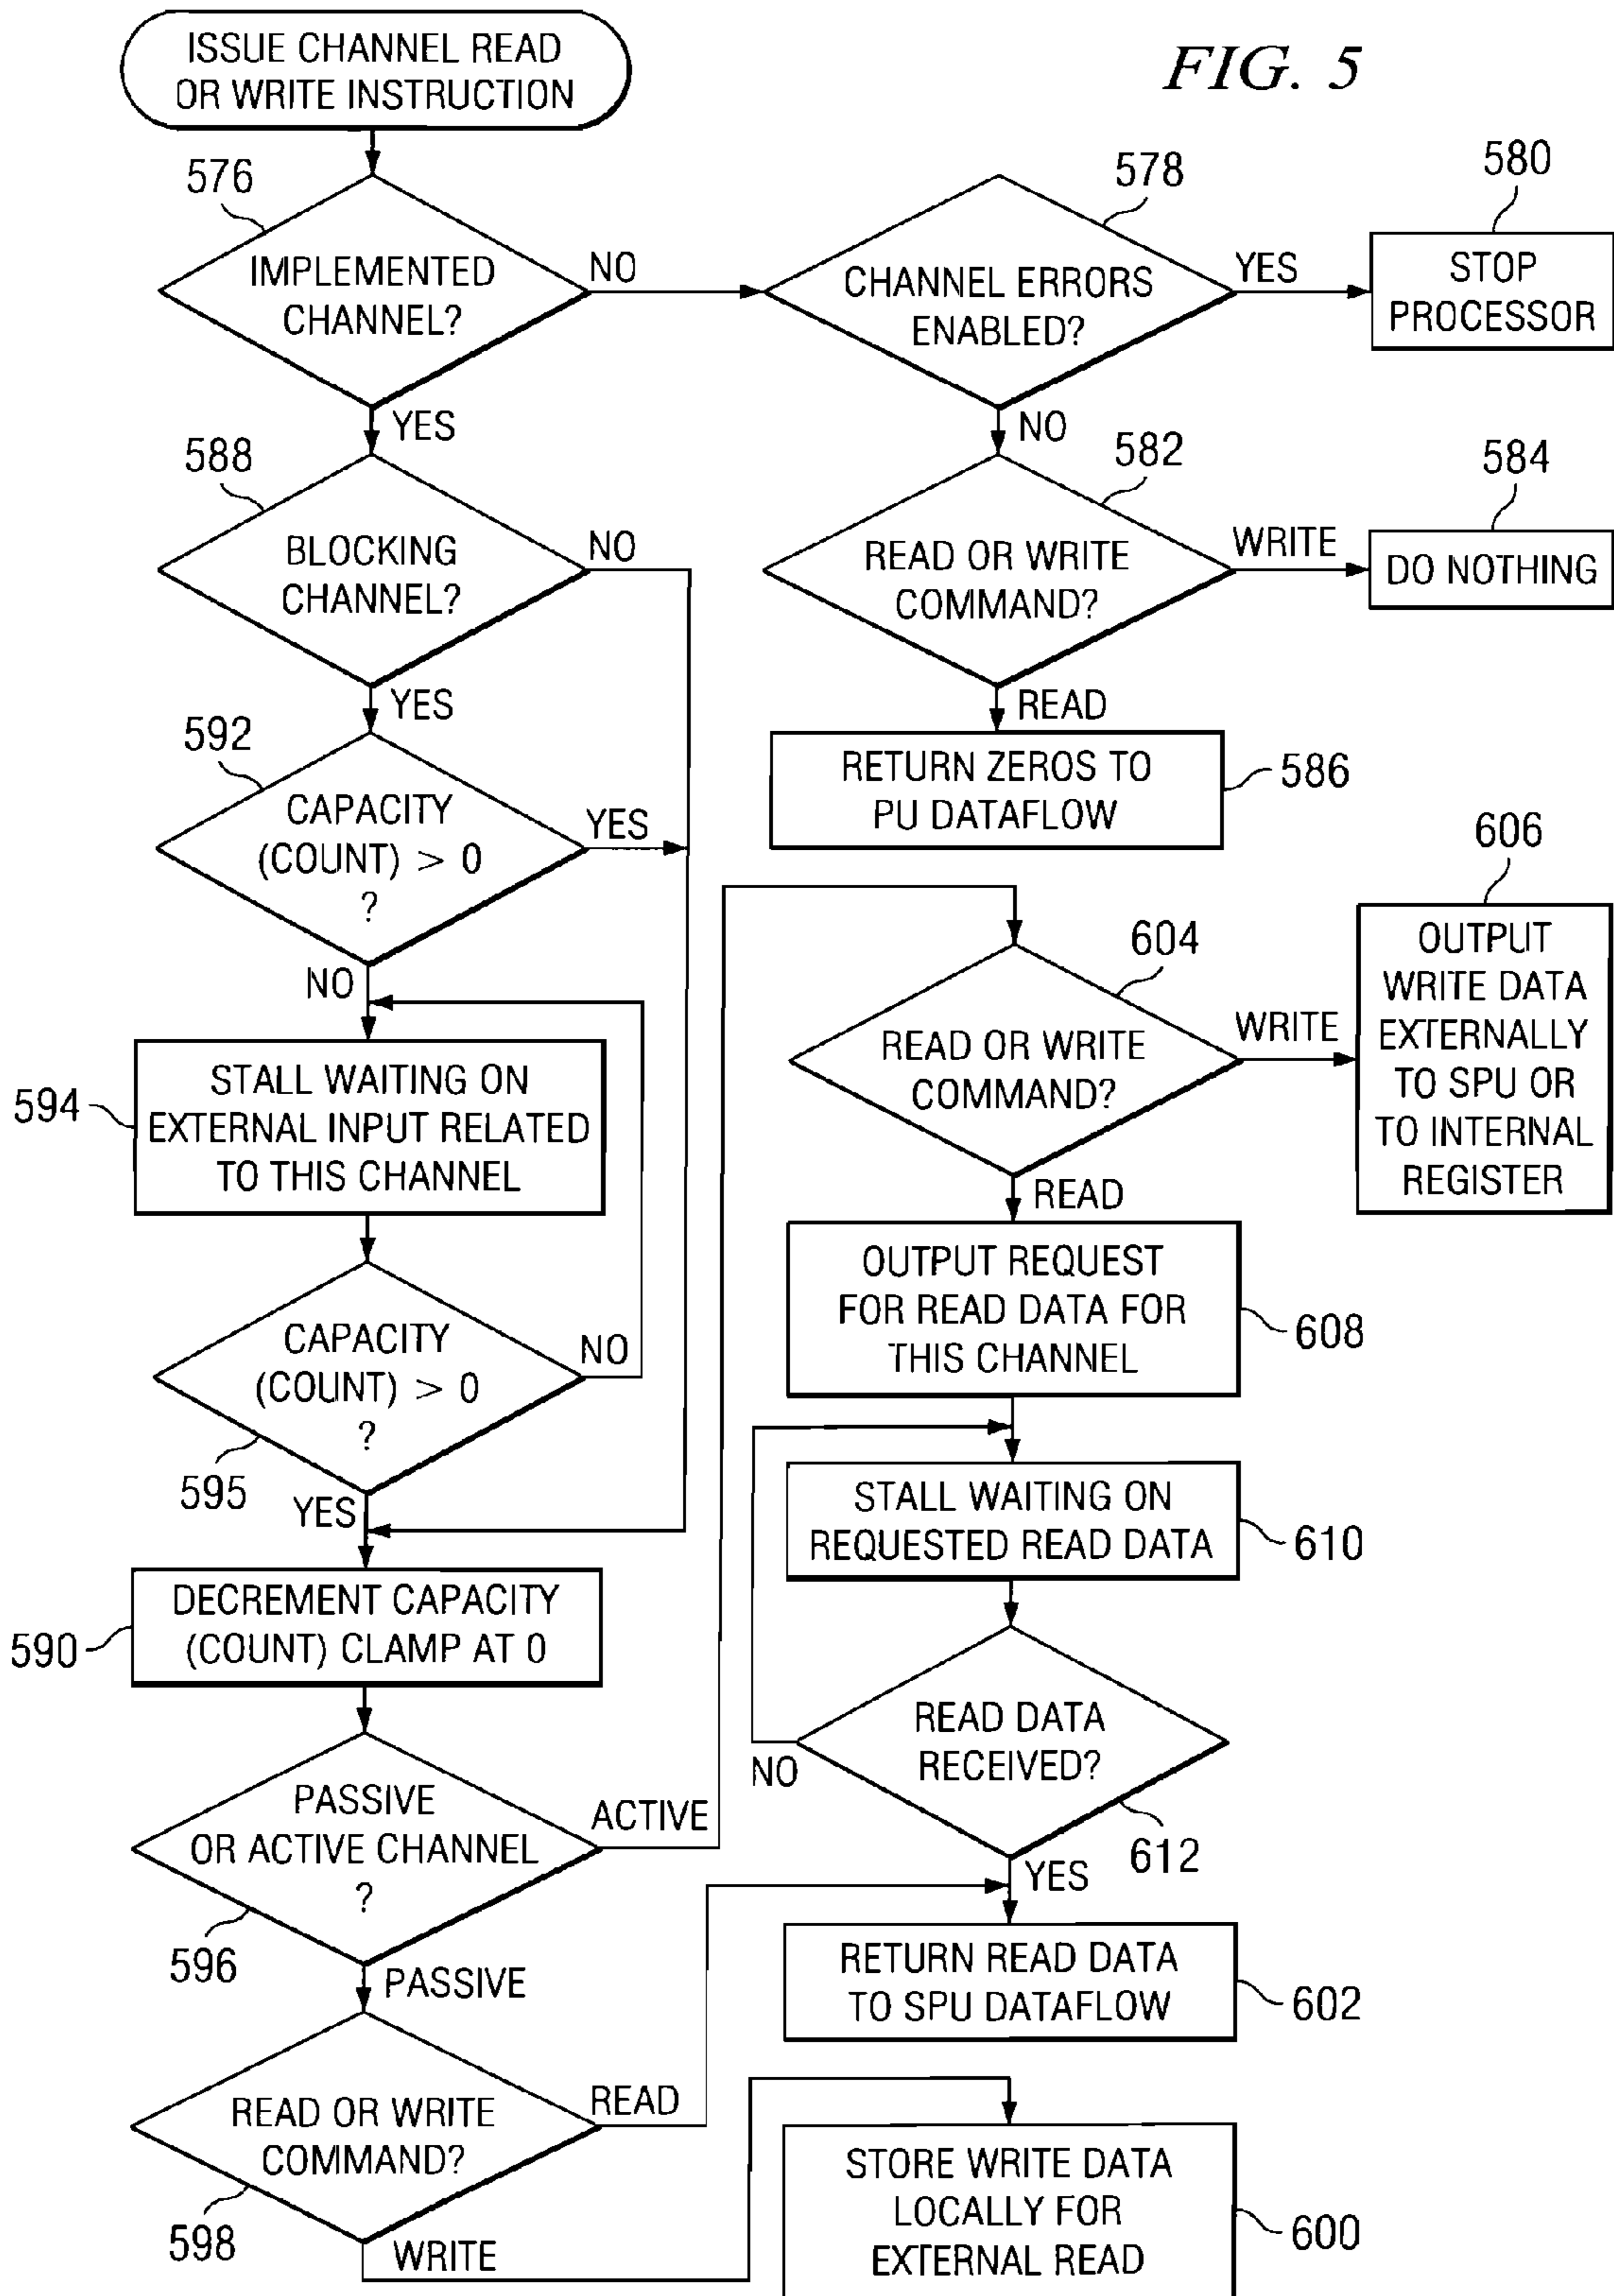 ISSUE CHANNEL READ
OR WRITE INSTRUCTION
FIG. 5
576
IMPLEMENTED
CHANNEL?
NO
YES
578
CHANNEL ERRORS
ENABLED?
YES
NO
580
STOP
PROCESSOR
588
BLOCKING
CHANNEL?
NO
YES
582
READ OR WRITE
COMMAND?
WRITE
READ
584
DO NOTHING
592
CAPACITY
(COUNT) > 0
?
YES
NO
RETURN ZEROS TO
PU DATAFLOW
586
594
STALL WAITING ON
EXTERNAL INPUT RELATED
TO THIS CHANNEL
604
READ OR WRITE
COMMAND?
WRITE
READ
606
OUTPUT
WRITE DATA
EXTERNALLY
TO SPU OR
TO INTERNAL
REGISTER
CAPACITY
(COUNT) > 0
?
NO
595
YES
OUTPUT REQUEST
FOR READ DATA FOR
THIS CHANNEL
608
STALL WAITING ON
REQUESTED READ DATA
610
590
DECREMENT CAPACITY
(COUNT) CLAMP AT 0
READ DATA
RECEIVED?
NO
612
YES
PASSIVE
OR ACTIVE CHANNEL
?
ACTIVE
596
PASSIVE
RETURN READ DATA
TO SPU DATAFLOW
602
READ OR WRITE
COMMAND?
READ
598
WRITE
STORE WRITE DATA
LOCALLY FOR
EXTERNAL READ
600